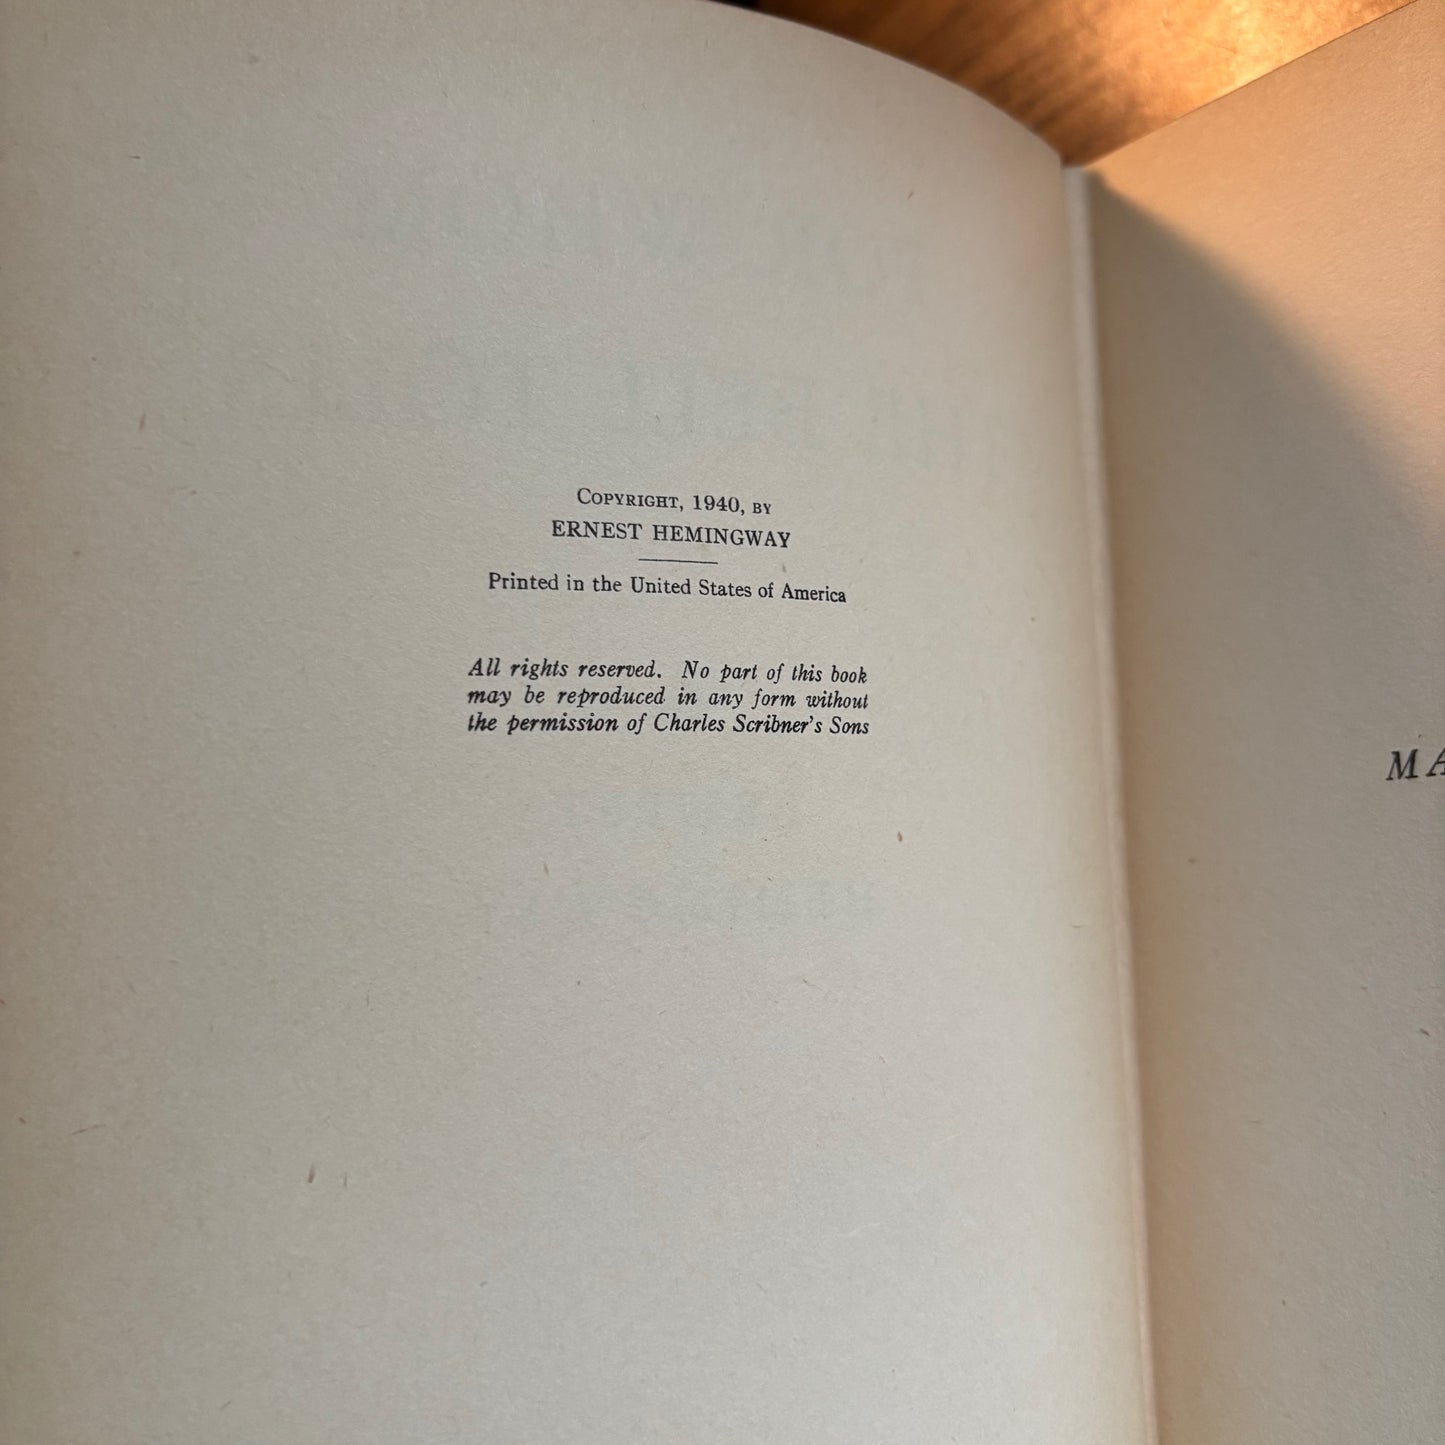 COPYRIGHT, 1940, BY
ERNEST HEMINGWAY
Printed in the United States of America
All rights reserved. No part of this book
may be reproduced in any form without
the permission of Charles Scribner's Sons
MA